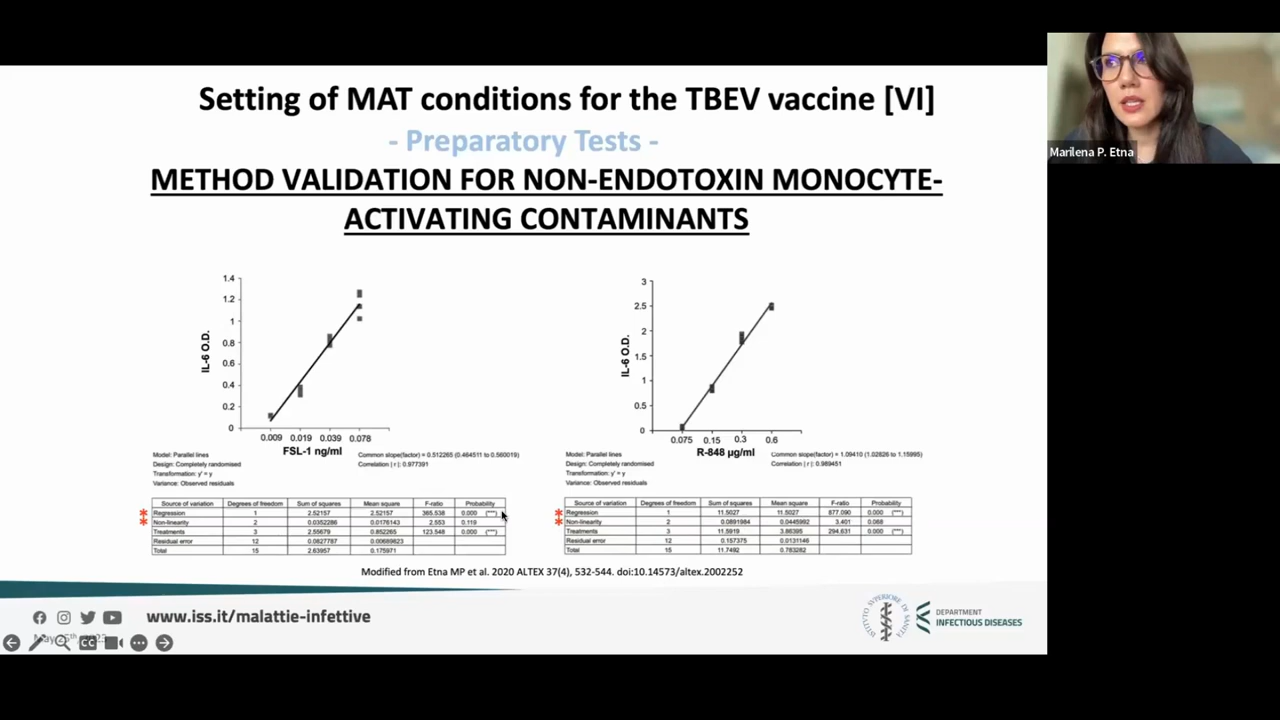 Setting of MAT conditions for the TBEV vaccine [VI]
- Preparatory Tests -
METHOD VALIDATION FOR NON-ENDOTOXIN MONOCYTE-
ACTIVATING CONTAMINANTS
Marilena P. Etna
IL-6 O.D.
1.4
1.2
1
0.8
0.6
0.4
0.2
0
0.009 0.019 0.039 0.078
FSL-1 ng/ml
Model: Parallel lines
Design: Completely randomised
Transformation: y' = y
Variance: Observed residuals
Common slope(factor) = 0.512265 (0.464511 to 0.560019)
Correlation | r |: 0.977391
Source of variation Degrees of freedom Sum of squares Mean square F-ratio Probability
* Regression 1 2.52157 2.52157 365.538 0.000 (***)
* Non-linearity 2 0.0352286 0.0176143 2.553 0.119
Treatments 3 2.55679 0.852265 123.548 0.000 (***)
Residual error 12 0.0827787 0.00689823
Total 15 2.63957 0.175971
IL-6 O.D.
3
2.5
2
1.5
1
0.5
0
0.075 0.15 0.3 0.6
R-848 µg/ml
Model: Parallel lines
Design: Completely randomised
Transformation: y' = y
Variance: Observed residuals
Common slope(factor) = 1.09410 (1.02826 to 1.15995)
Correlation | r |: 0.989451
Source of variation Degrees of freedom Sum of squares Mean square F-ratio Probability
* Regression 1 11.5027 11.5027 877.090 0.000 (***)
* Non-linearity 2 0.0891984 0.0445992 3.401 0.068
Treatments 3 11.5919 3.86395 294.631 0.000 (***)
Residual error 12 0.157375 0.0131146
Total 15 11.7492 0.783282
Modified from Etna MP et al. 2020 ALTEX 37(4), 532-544. doi:10.14573/altex.2002252
www.iss.it/malattie-infettive
ISTITUTO SUPERIORE DI SANITÀ
DEPARTMENT
INFECTIOUS DISEASES
CC